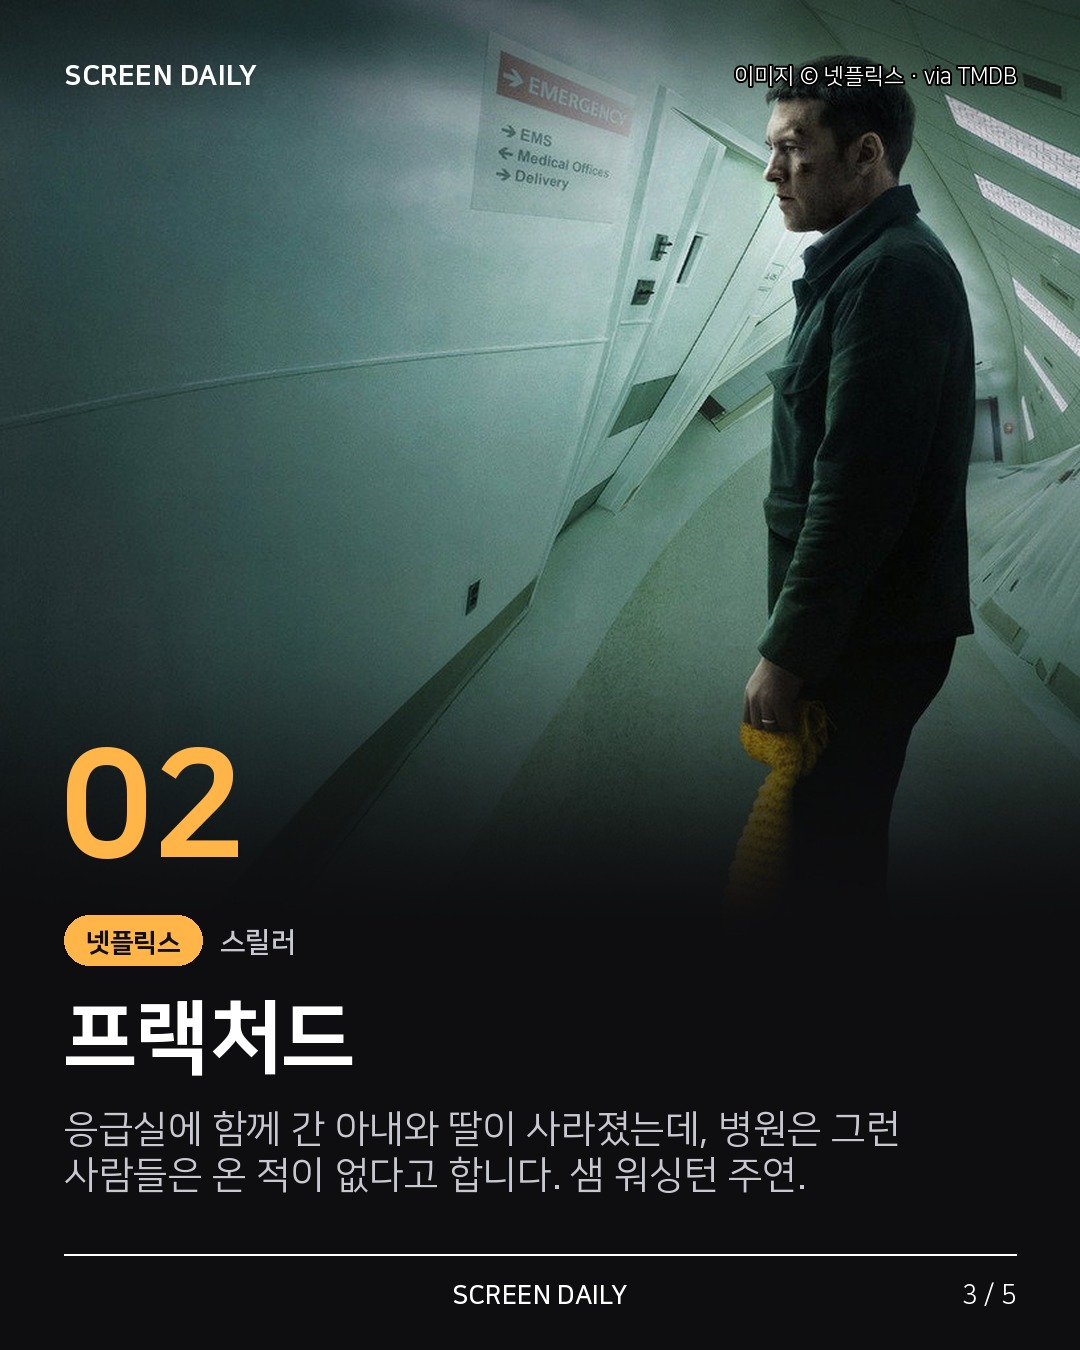 SCREEN DAILY
이미지 © 넷플릭스 · via TMDB
→ EMERGENCY
→ EMS
← Medical Offices
→ Delivery
02
넷플릭스 스릴러
프랙처드
응급실에 함께 간 아내와 딸이 사라졌는데, 병원은 그런
사람들은 온 적이 없다고 합니다. 샘 워싱턴 주연.
SCREEN DAILY
3 / 5